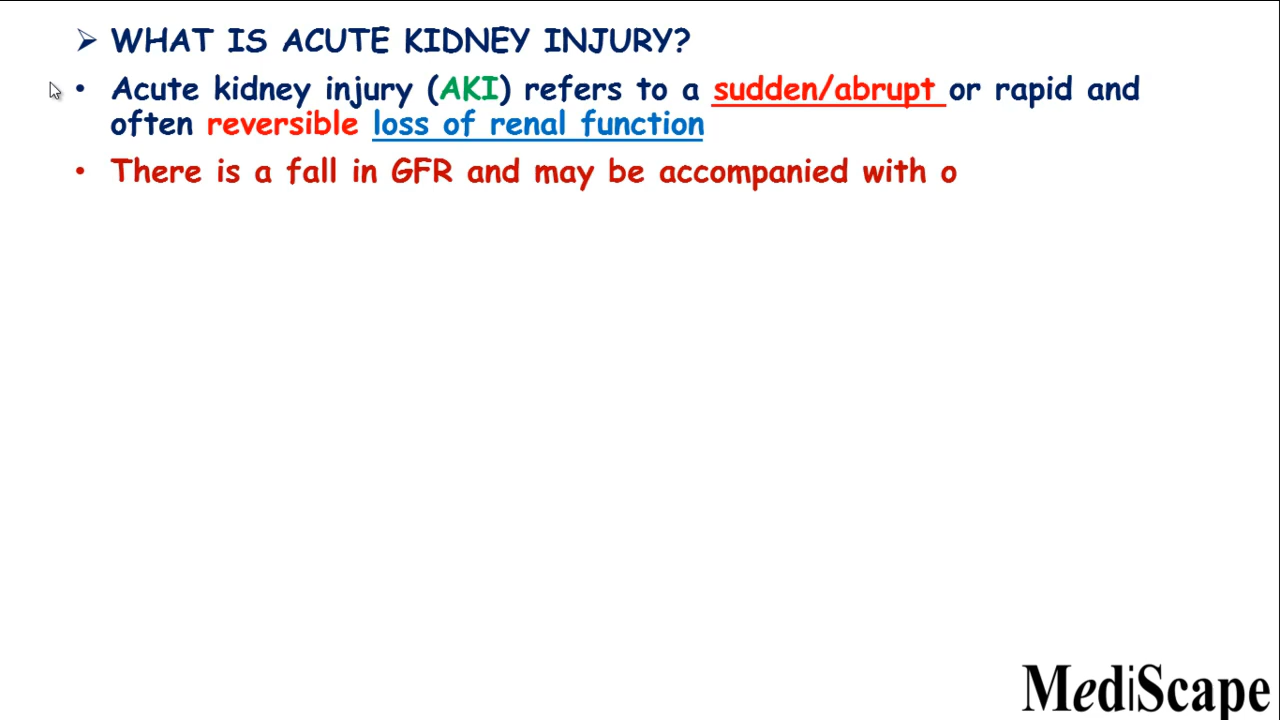 ➢ WHAT IS ACUTE KIDNEY INJURY?
• Acute kidney injury (AKI) refers to a sudden/abrupt or rapid and
often reversible loss of renal function
• There is a fall in GFR and may be accompanied with o
MediScape